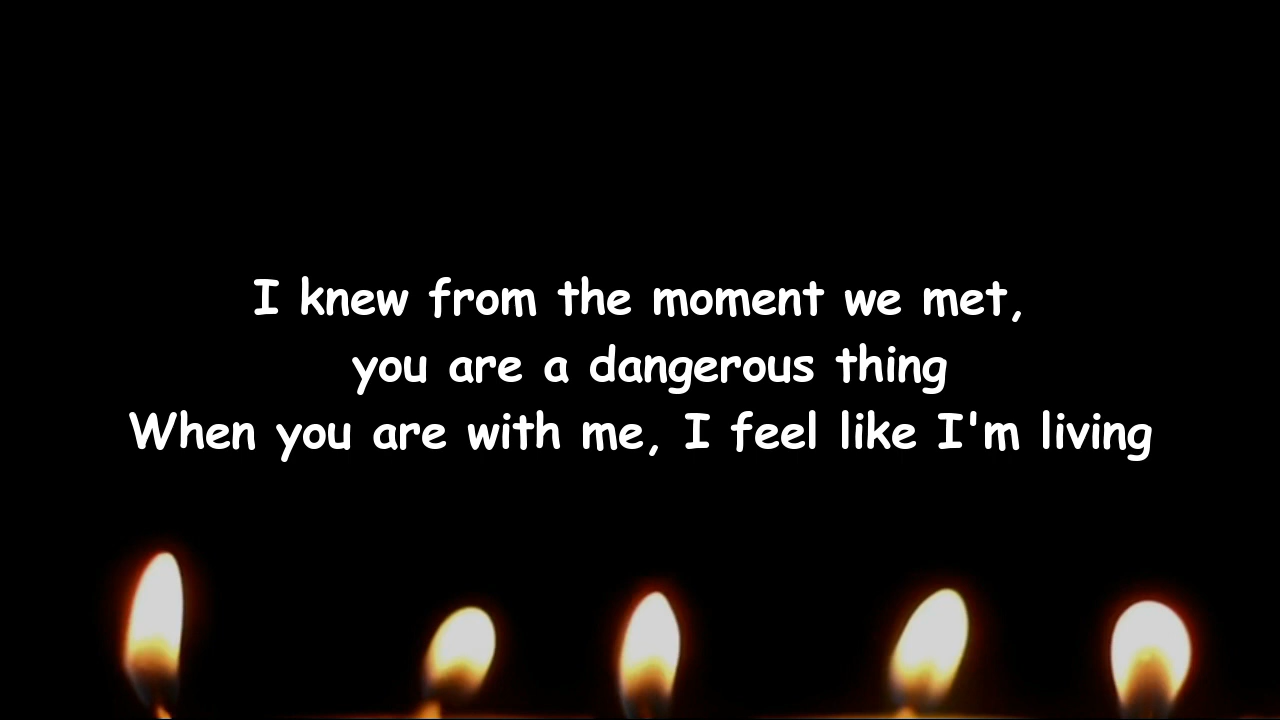 I knew from the moment we met,
you are a dangerous thing
When you are with me, I feel like I'm living